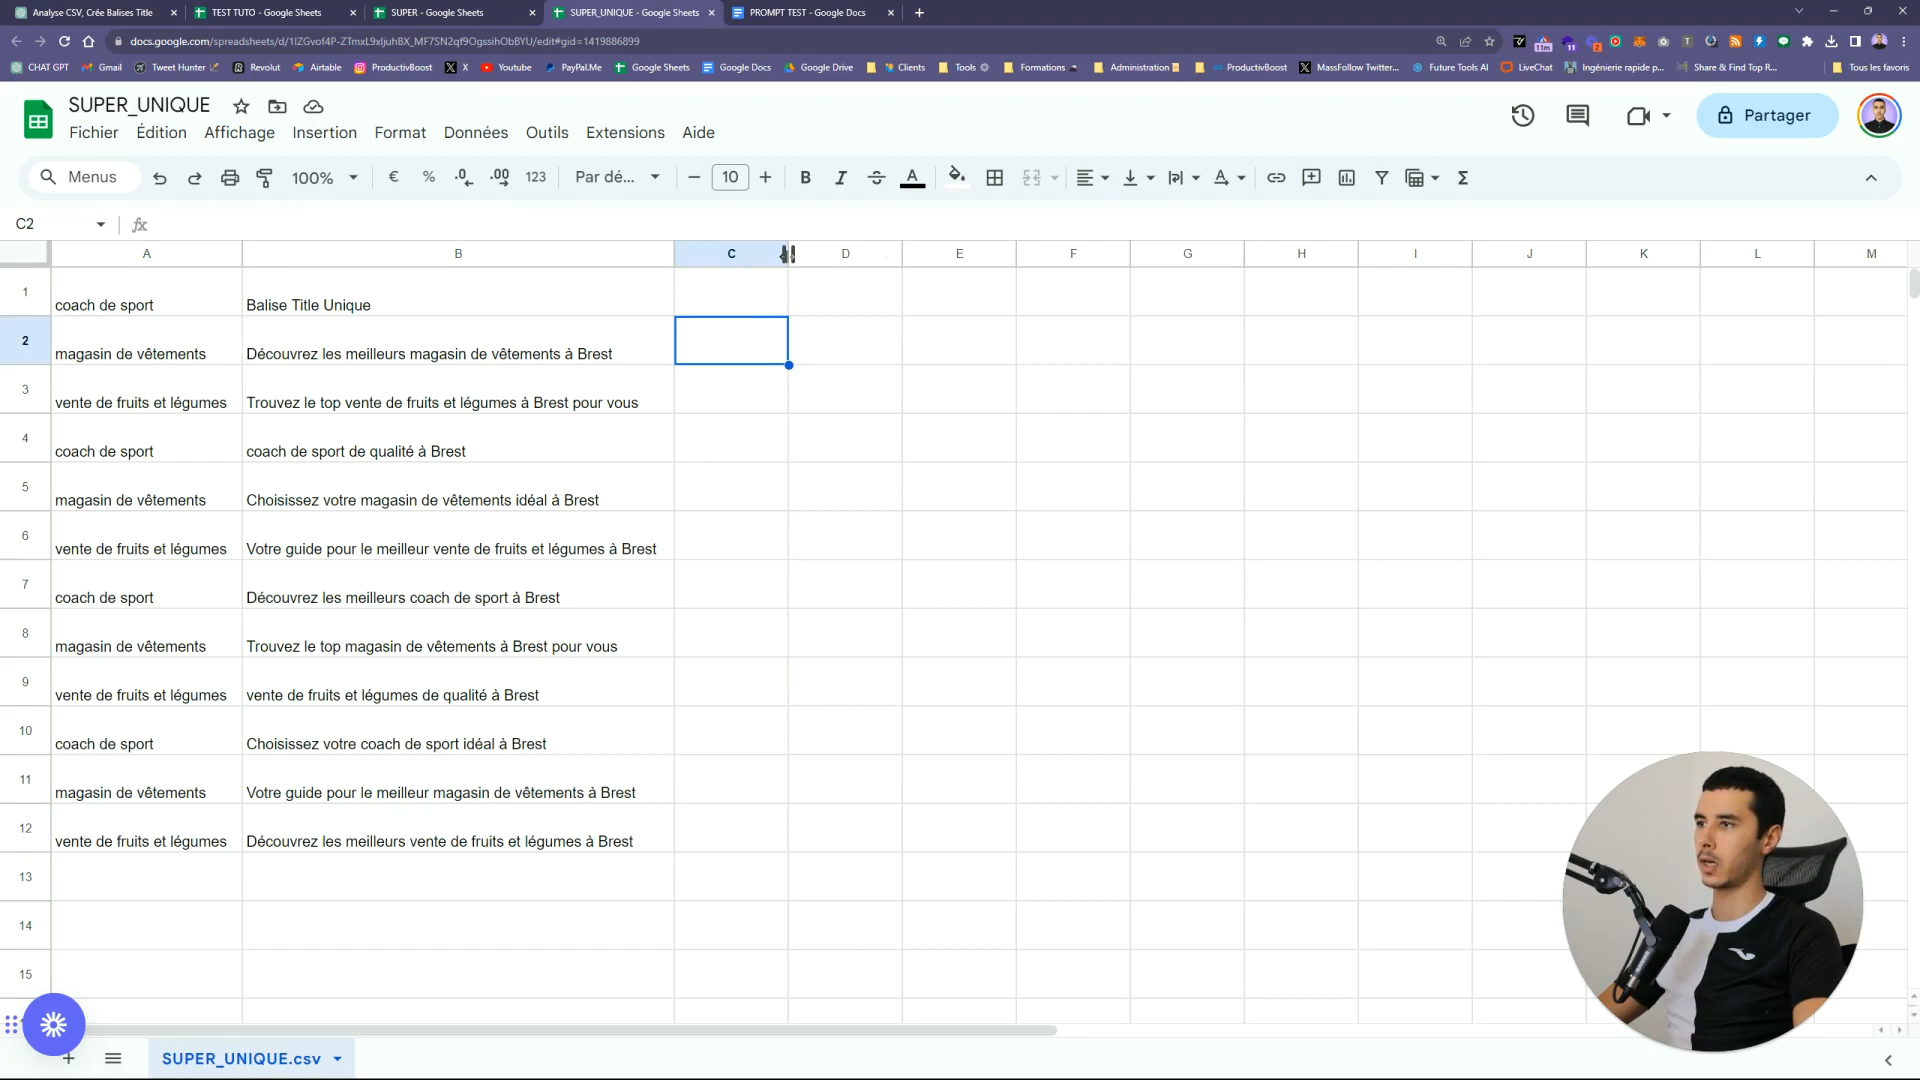 Analyse CSV, Crée Balises Title
TEST TUTO - Google Sheets
SUPER - Google Sheets
SUPER_UNIQUE - Google Sheets
PROMPT TEST - Google Docs
CHAT GPT
Gmail
Tweet Hunter
Revolut
Airtable
ProductivBoost
X
Youtube
PayPal.Me
Google Sheets
Google Docs
Google Drive
Clients
Tools
Formations
Administration
ProductivBoost
MassFollow Twitter...
Future Tools AI
LiveChat
Ingénierie rapide p...
Share & Find Top R...
Tous les favoris
SUPER_UNIQUE
Fichier Édition Affichage Insertion Format Données Outils Extensions Aide
Partager
Menus
100%
€ % .0 .00 123
Par dé...
10
B I A
C2
fx
A B C D E F G H I J K L M
1 coach de sport Balise Title Unique
2 magasin de vêtements Découvrez les meilleurs magasin de vêtements à Brest
3 vente de fruits et légumes Trouvez le top vente de fruits et légumes à Brest pour vous
4 coach de sport coach de sport de qualité à Brest
5 magasin de vêtements Choisissez votre magasin de vêtements idéal à Brest
6 vente de fruits et légumes Votre guide pour le meilleur vente de fruits et légumes à Brest
7 coach de sport Découvrez les meilleurs coach de sport à Brest
8 magasin de vêtements Trouvez le top magasin de vêtements à Brest pour vous
9 vente de fruits et légumes vente de fruits et légumes de qualité à Brest
10 coach de sport Choisissez votre coach de sport idéal à Brest
11 magasin de vêtements Votre guide pour le meilleur magasin de vêtements à Brest
12 vente de fruits et légumes Découvrez les meilleurs vente de fruits et légumes à Brest
13
14
15
SUPER_UNIQUE.csv